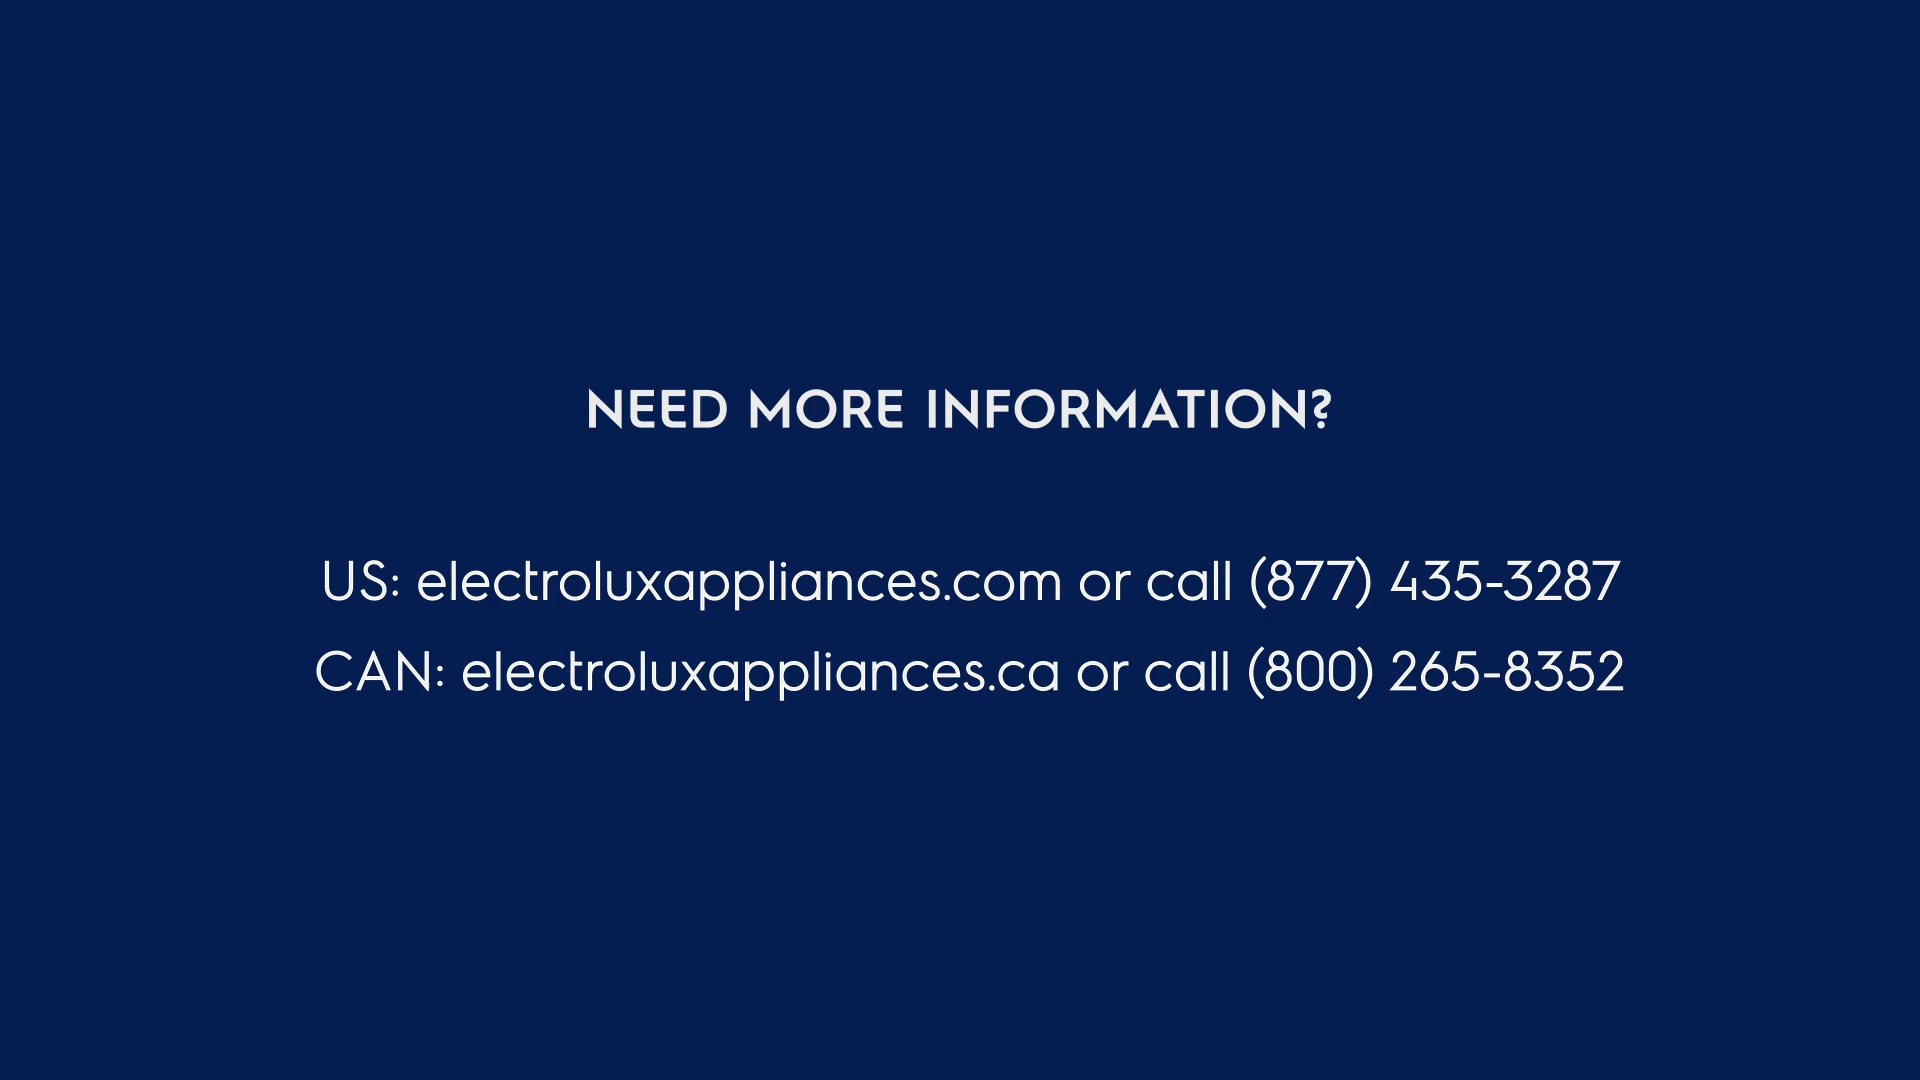 NEED MORE INFORMATION?
US: electroluxappliances.com or call (877) 435-3287
CAN: electroluxappliances.ca or call (800) 265-8352